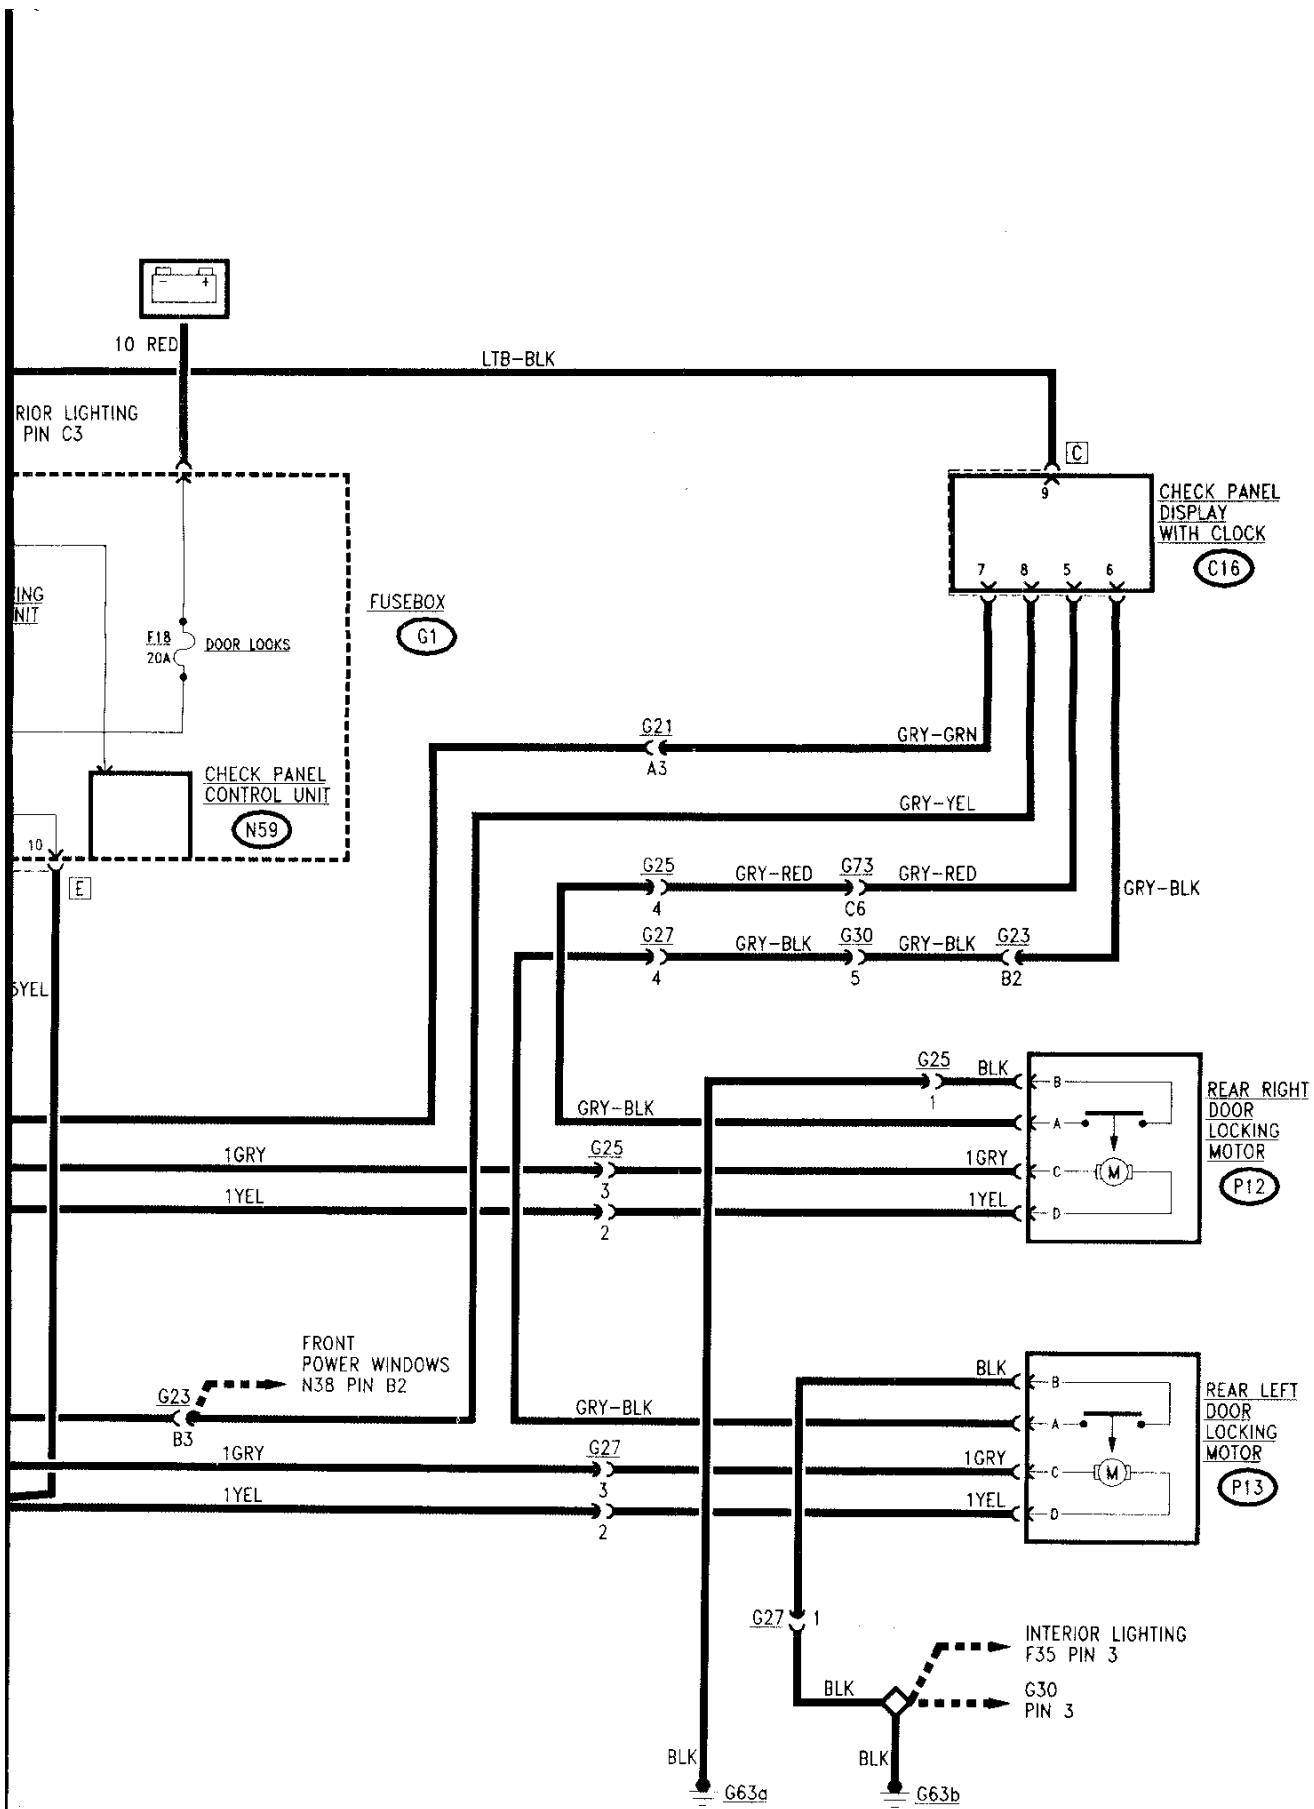 - +
10 RED
LTB-BLK
RIOR LIGHTING
PIN C3
C
9
CHECK PANEL
DISPLAY
WITH CLOCK
C16
7 8 5 6
ING
NIT
FUSEBOX
G1
F18
20A
DOOR LOOKS
G21
A3
GRY-GRN
CHECK PANEL
CONTROL UNIT
N59
GRY-YEL
10
E
G25
4
GRY-RED
G73
C6
GRY-RED
GRY-BLK
G27
4
GRY-BLK
G30
5
GRY-BLK
G23
B2
5YEL
G25
1
BLK
B
GRY-BLK
A
REAR RIGHT
DOOR
LOCKING
MOTOR
P12
1GRY
G25
3
1GRY
C
M
1YEL
2
1YEL
D
FRONT
POWER WINDOWS
N38 PIN B2
G23
B3
BLK
B
GRY-BLK
A
REAR LEFT
DOOR
LOCKING
MOTOR
P13
1GRY
G27
3
1GRY
C
M
1YEL
2
1YEL
D
G27 1
INTERIOR LIGHTING
F35 PIN 3
BLK
G30
PIN 3
BLK
G63a
BLK
G63b